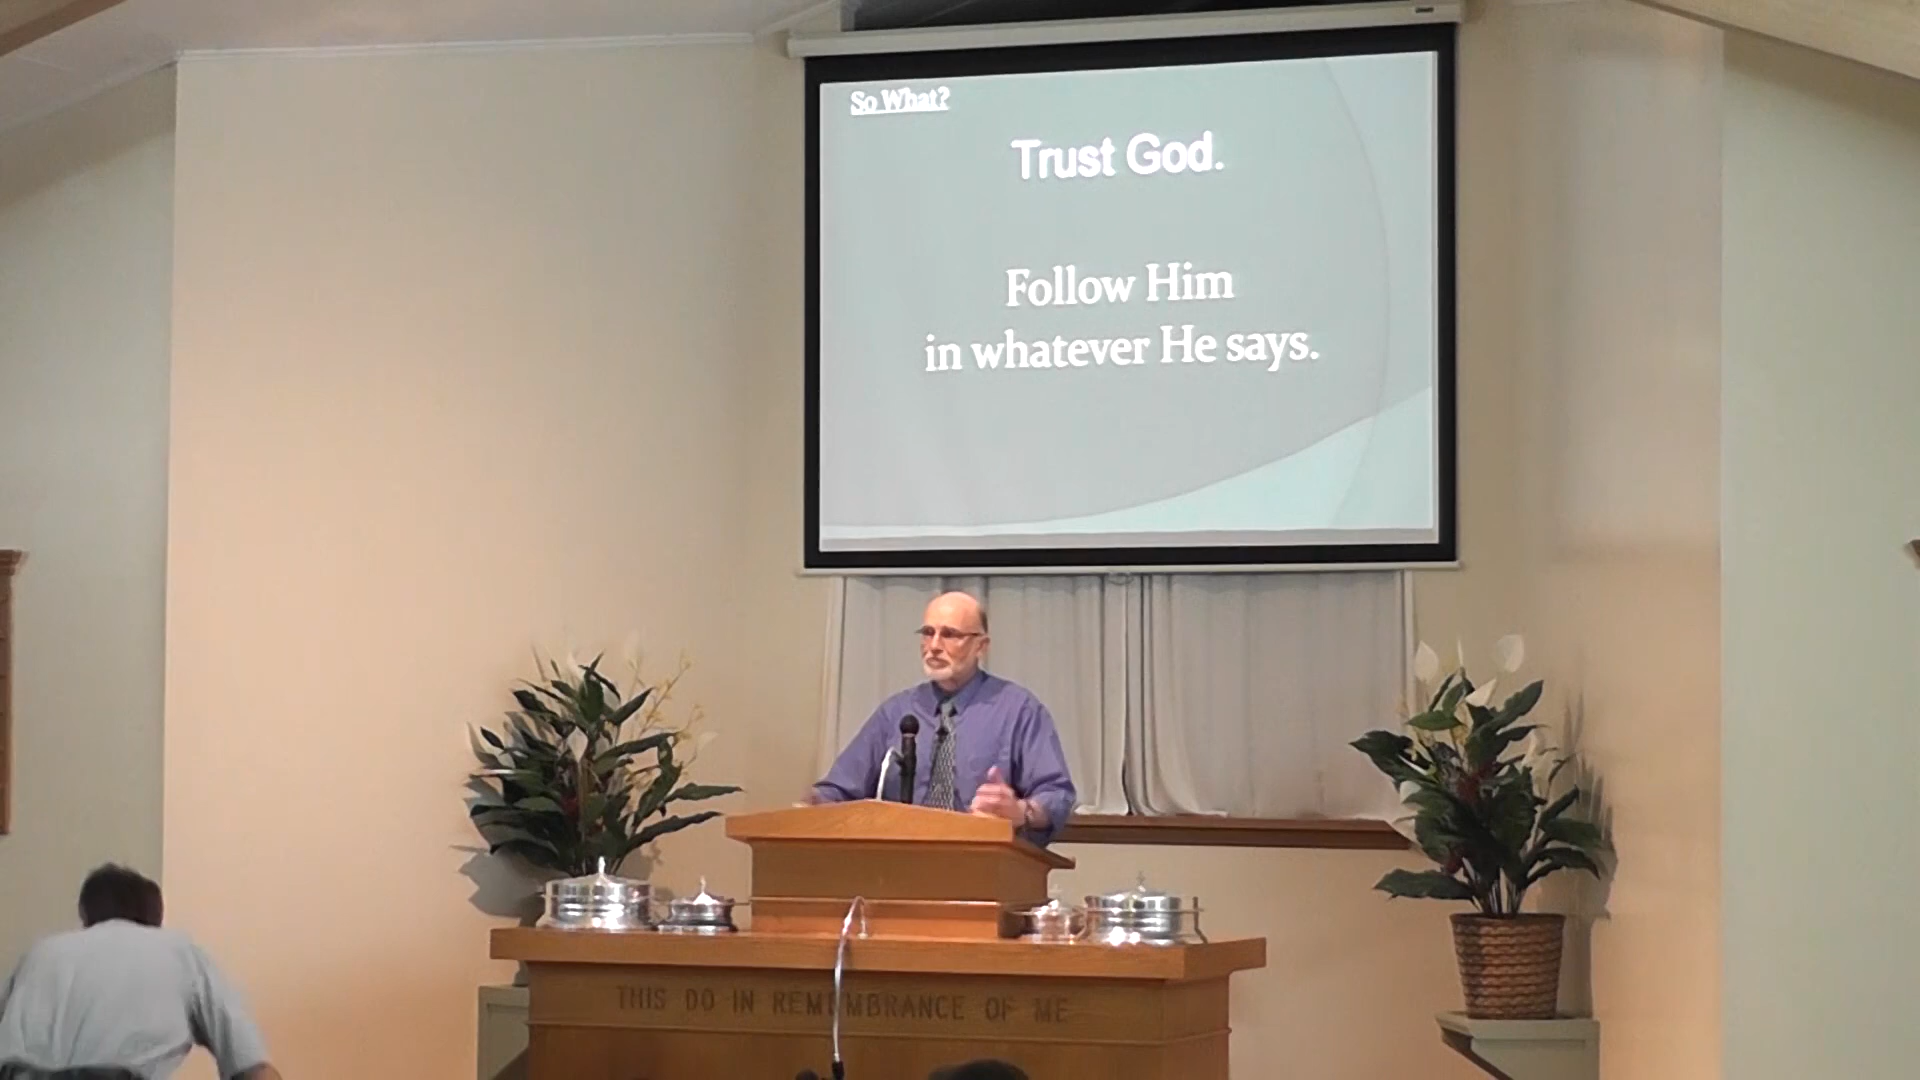 So What?
Trust God.
Follow Him
in whatever He says.
THIS DO IN REMEMBRANCE OF ME